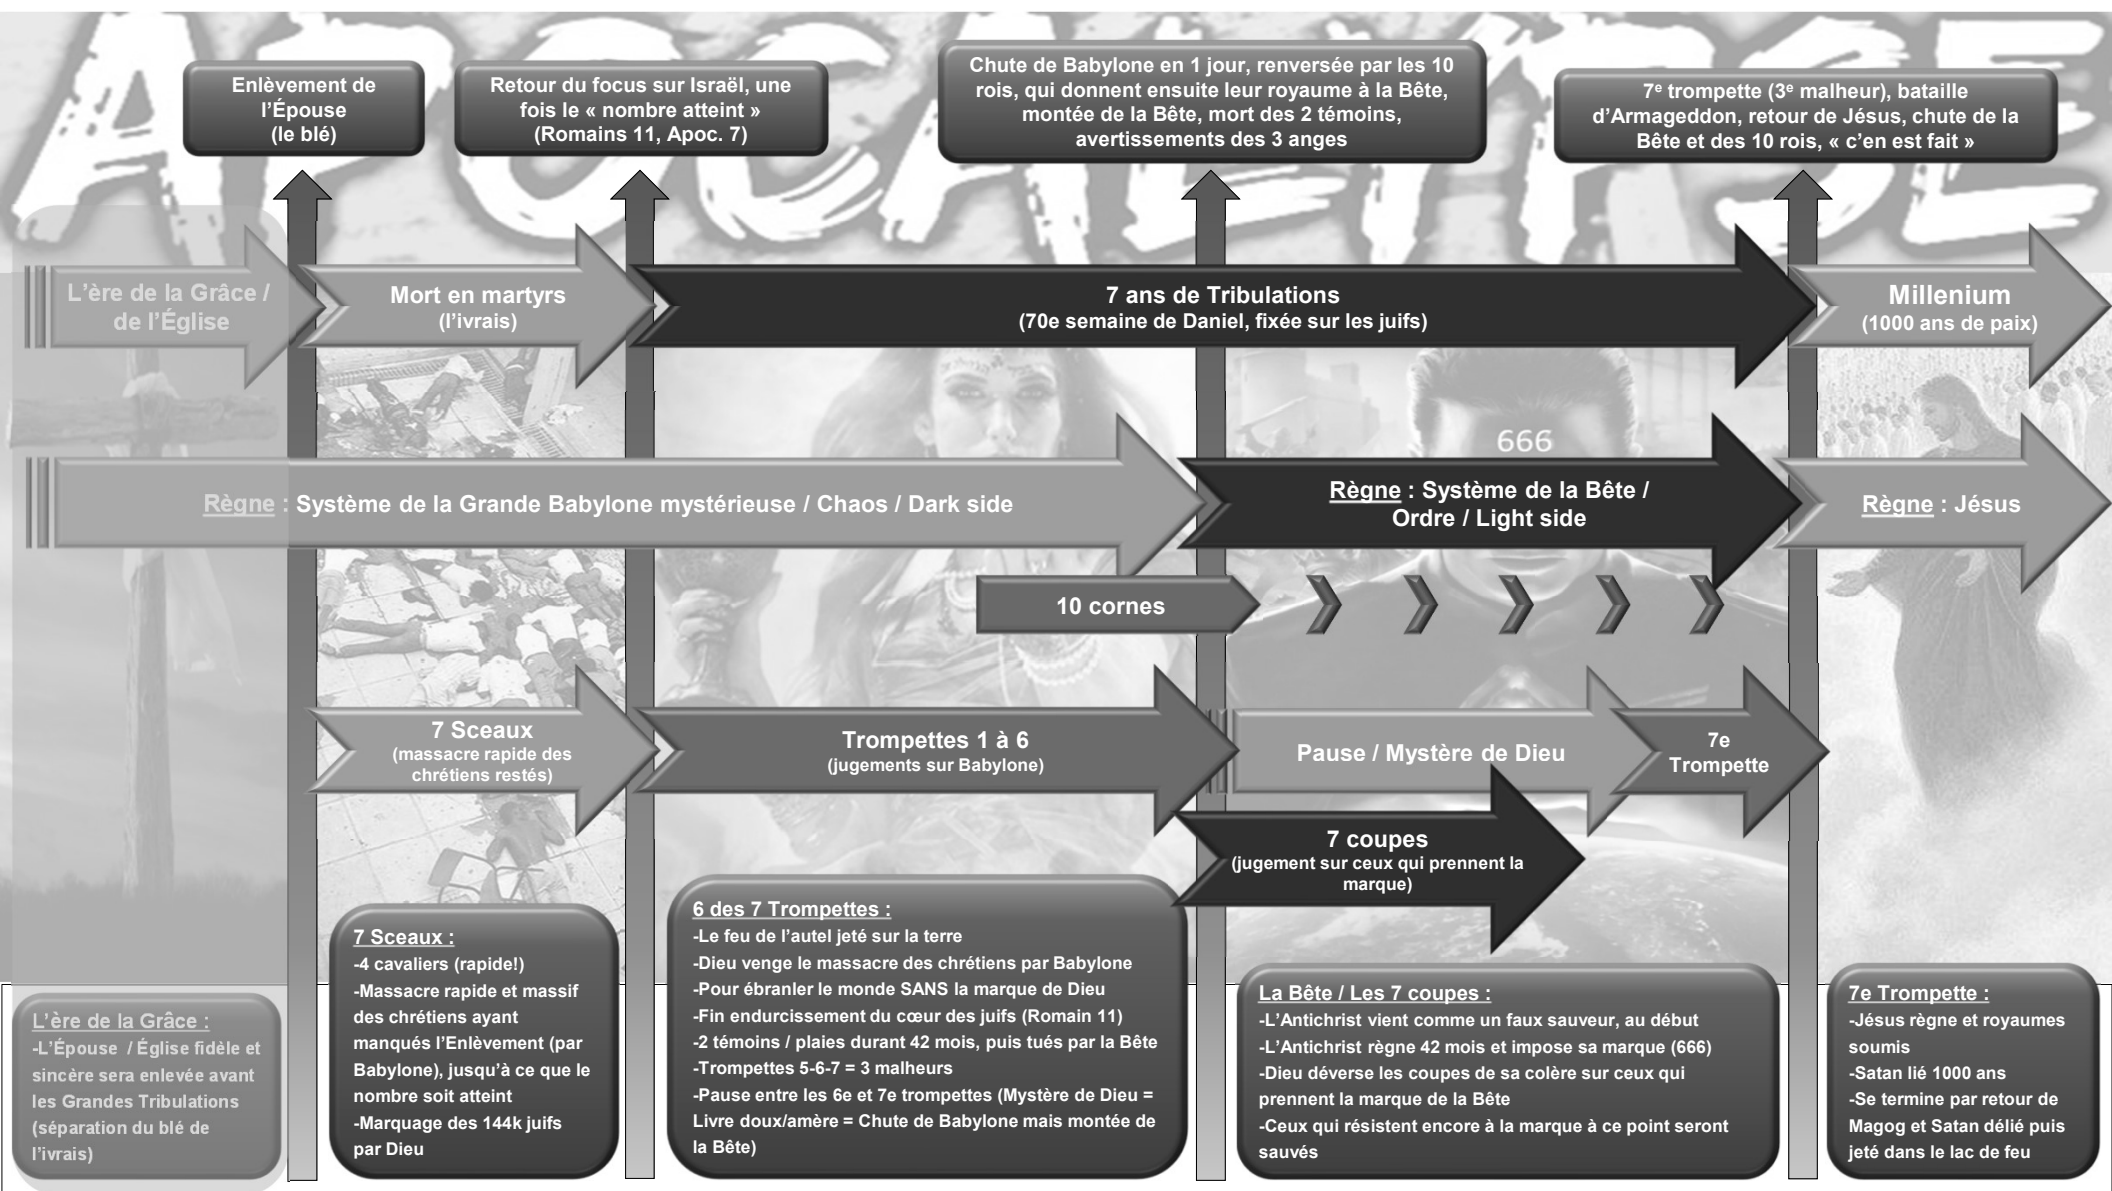 APOCALYPSE
Enlèvement de
l'Épouse
(le blé)
Retour du focus sur Israël, une
fois le « nombre atteint »
(Romains 11, Apoc. 7)
Chute de Babylone en 1 jour, renversée par les 10
rois, qui donnent ensuite leur royaume à la Bête,
montée de la Bête, mort des 2 témoins,
avertissements des 3 anges
7e trompette (3e malheur), bataille
d'Armageddon, retour de Jésus, chute de la
Bête et des 10 rois, « c'en est fait »
L'ère de la Grâce /
de l'Église
Mort en martyrs
(l'ivrais)
7 ans de Tribulations
(70e semaine de Daniel, fixée sur les juifs)
Millenium
(1000 ans de paix)
666
Règne : Système de la Grande Babylone mystérieuse / Chaos / Dark side
Règne : Système de la Bête /
Ordre / Light side
Règne : Jésus
10 cornes
7 Sceaux
(massacre rapide des
chrétiens restés)
Trompettes 1 à 6
(jugements sur Babylone)
Pause / Mystère de Dieu
7e
Trompette
7 coupes
(jugement sur ceux qui prennent la
marque)
L'ère de la Grâce :
-L'Épouse / Église fidèle et
sincère sera enlevée avant
les Grandes Tribulations
(séparation du blé de
l'ivrais)
7 Sceaux :
-4 cavaliers (rapide!)
-Massacre rapide et massif
des chrétiens ayant
manqués l'Enlèvement (par
Babylone), jusqu'à ce que le
nombre soit atteint
-Marquage des 144k juifs
par Dieu
6 des 7 Trompettes :
-Le feu de l'autel jeté sur la terre
-Dieu venge le massacre des chrétiens par Babylone
-Pour ébranler le monde SANS la marque de Dieu
-Fin endurcissement du cœur des juifs (Romain 11)
-2 témoins / plaies durant 42 mois, puis tués par la Bête
-Trompettes 5-6-7 = 3 malheurs
-Pause entre les 6e et 7e trompettes (Mystère de Dieu =
Livre doux/amère = Chute de Babylone mais montée de
la Bête)
La Bête / Les 7 coupes :
-L'Antichrist vient comme un faux sauveur, au début
-L'Antichrist règne 42 mois et impose sa marque (666)
-Dieu déverse les coupes de sa colère sur ceux qui
prennent la marque de la Bête
-Ceux qui résistent encore à la marque à ce point seront
sauvés
7e Trompette :
-Jésus règne et royaumes
soumis
-Satan lié 1000 ans
-Se termine par retour de
Magog et Satan délié puis
jeté dans le lac de feu